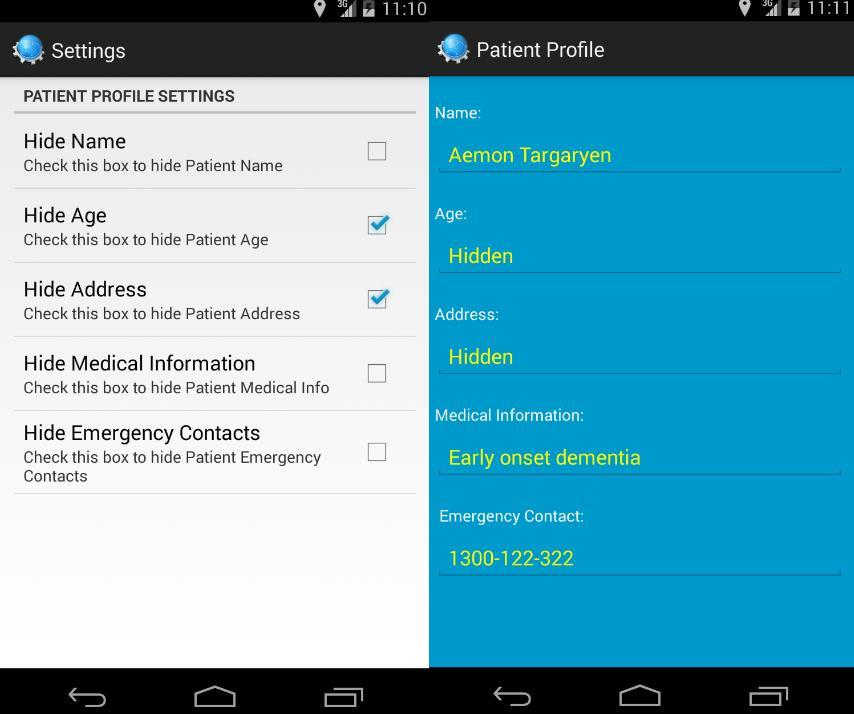 3G 11:10
Settings
PATIENT PROFILE SETTINGS
Hide Name
Check this box to hide Patient Name
Hide Age
Check this box to hide Patient Age
Hide Address
Check this box to hide Patient Address
Hide Medical Information
Check this box to hide Patient Medical Info
Hide Emergency Contacts
Check this box to hide Patient Emergency
Contacts
3G 11:11
Patient Profile
Name:
Aemon Targaryen
Age:
Hidden
Address:
Hidden
Medical Information:
Early onset dementia
Emergency Contact:
1300-122-322